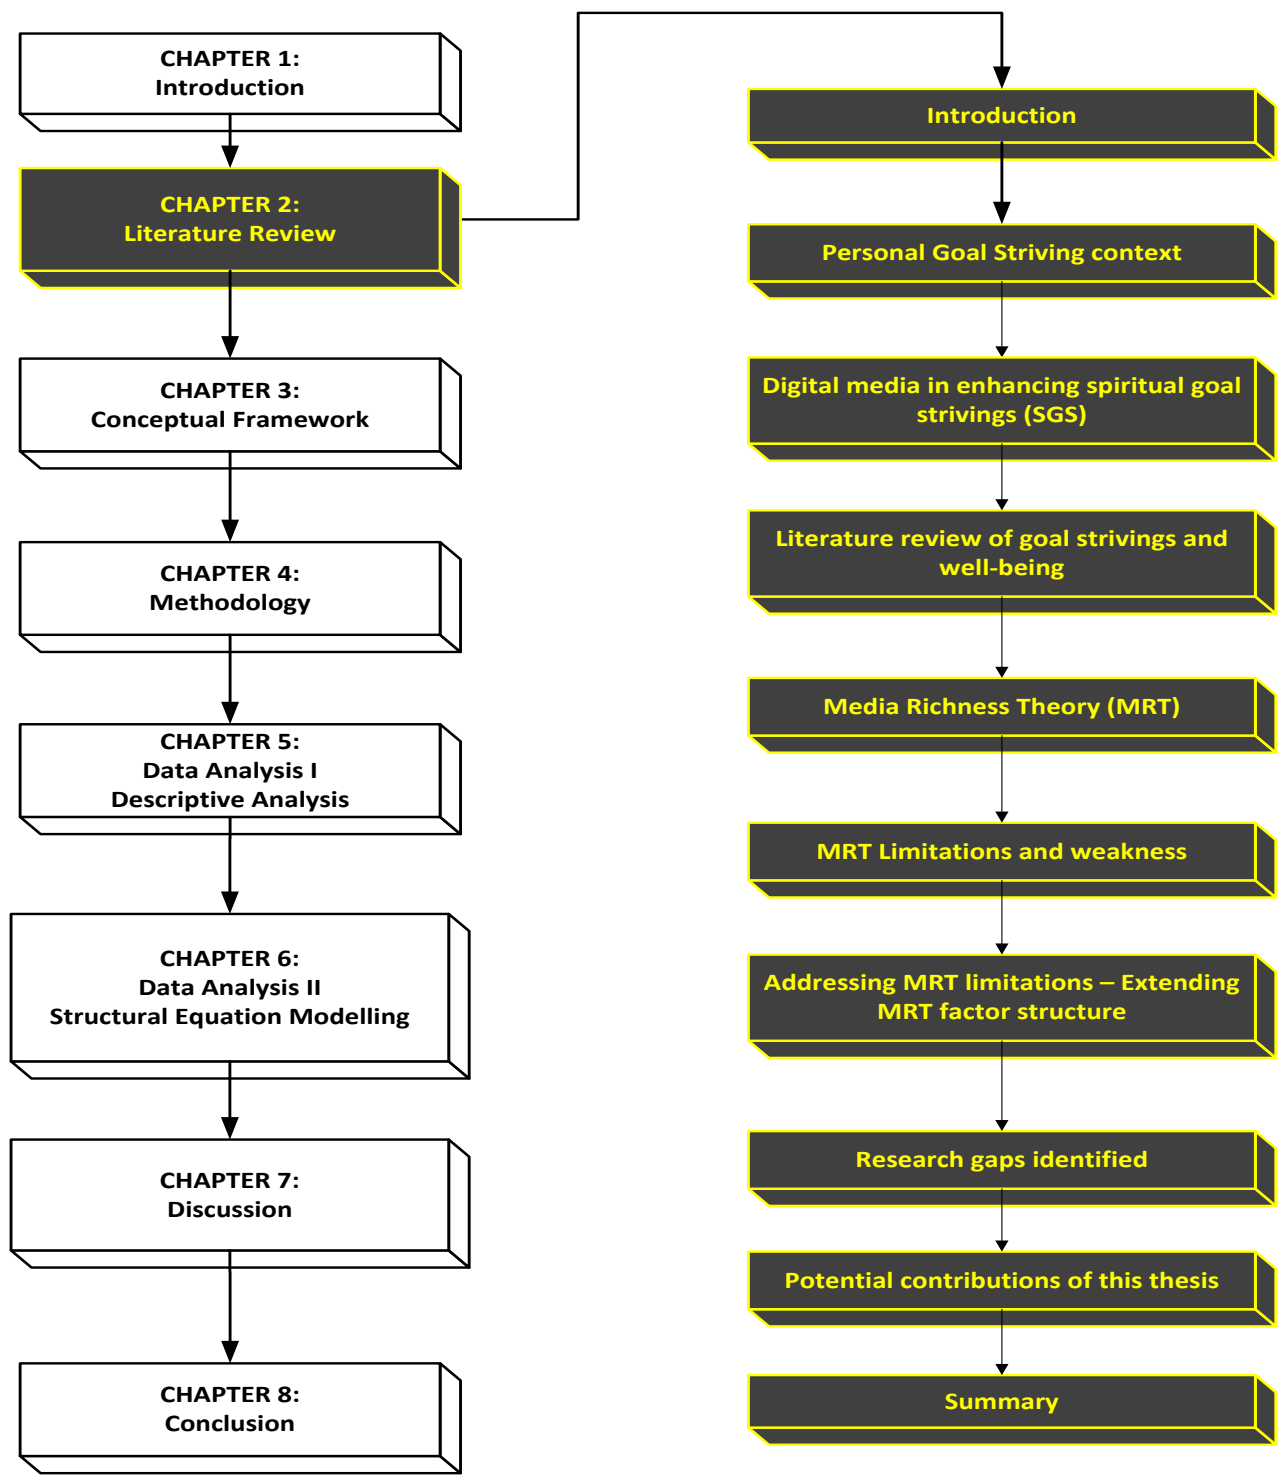 CHAPTER 1:
Introduction
CHAPTER 2:
Literature Review
CHAPTER 3:
Conceptual Framework
CHAPTER 4:
Methodology
CHAPTER 5:
Data Analysis I
Descriptive Analysis
CHAPTER 6:
Data Analysis II
Structural Equation Modelling
CHAPTER 7:
Discussion
CHAPTER 8:
Conclusion
Introduction
Personal Goal Striving context
Digital media in enhancing spiritual goal
strivings (SGS)
Literature review of goal strivings and
well-being
Media Richness Theory (MRT)
MRT Limitations and weakness
Addressing MRT limitations – Extending
MRT factor structure
Research gaps identified
Potential contributions of this thesis
Summary